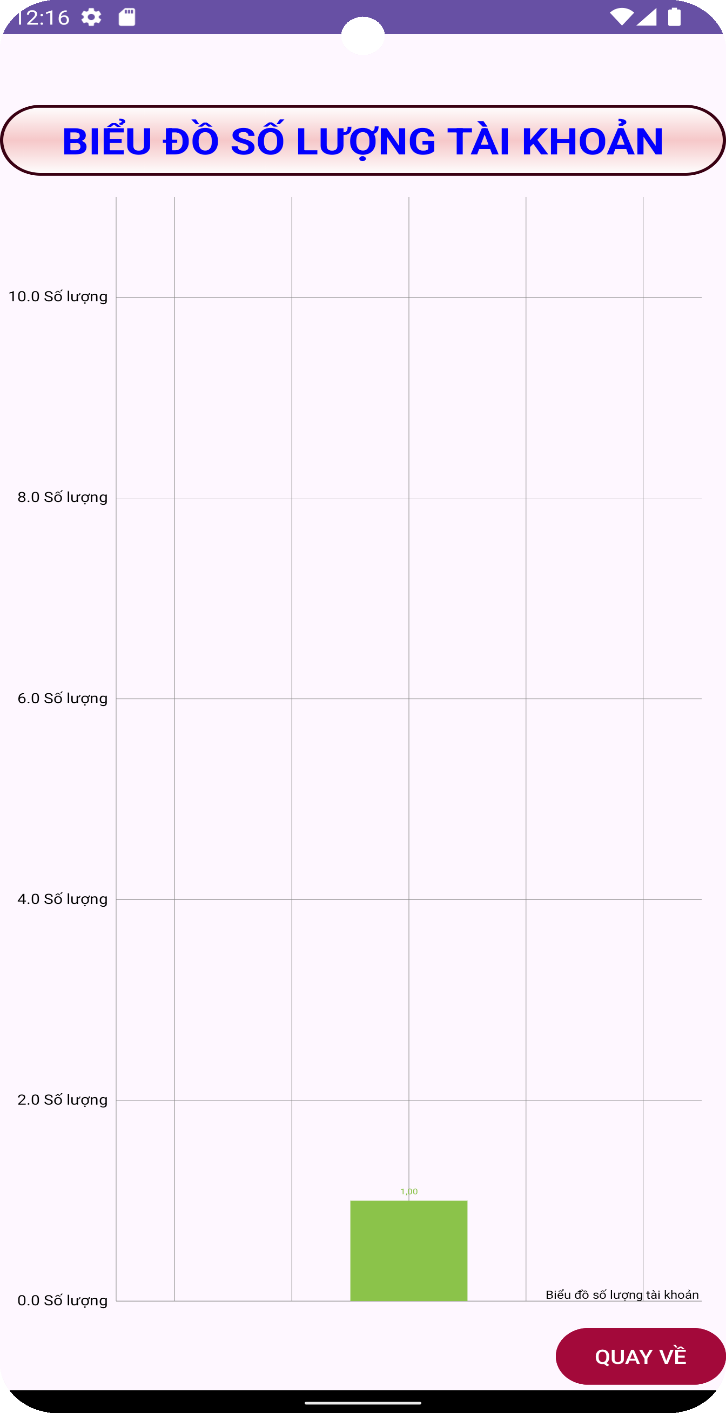 12:16
BIỂU ĐỒ SỐ LƯỢNG TÀI KHOẢN
10.0 Số lượng
8.0 Số lượng
6.0 Số lượng
4.0 Số lượng
2.0 Số lượng
1,00
0.0 Số lượng
Biểu đồ số lượng tài khoản
QUAY VỀ